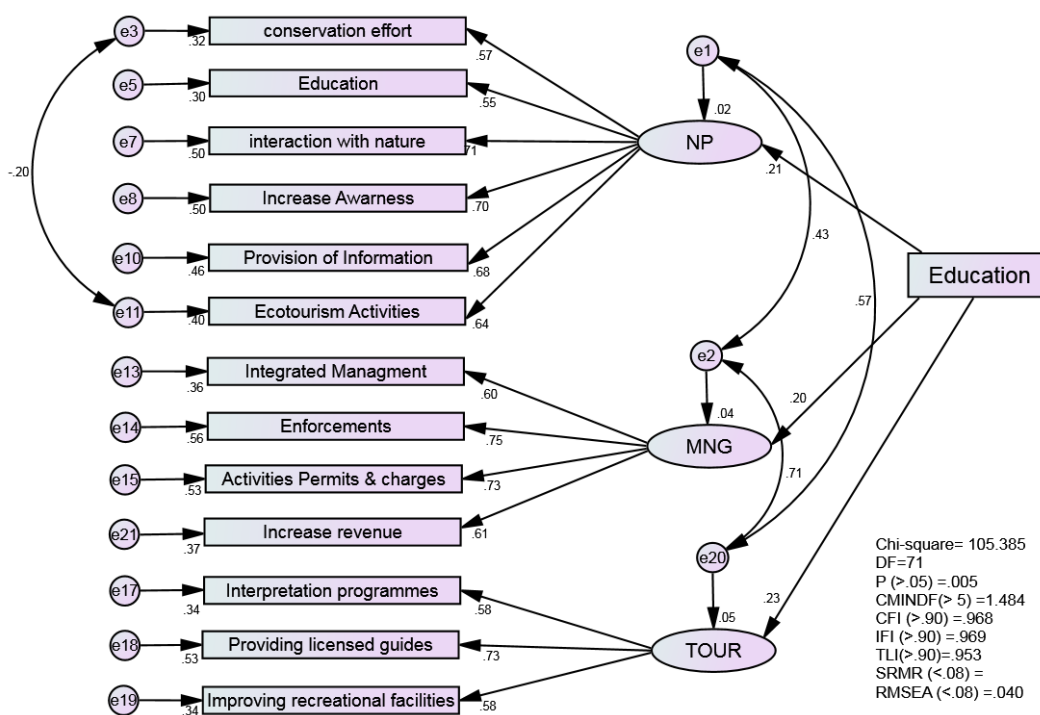 e3
.32
conservation effort
.57
e5
.30
Education
.55
e7
.50
interaction with nature
.71
e8
.50
Increase Awarness
.70
e10
.46
Provision of Information
.68
e11
.40
Ecotourism Activities
.64
-.20
e13
.36
Integrated Managment
.60
e14
.56
Enforcements
.75
e15
.53
Activities Permits & charges
.73
e21
.37
Increase revenue
.61
e17
.34
Interpretation programmes
.58
e18
.53
Providing licensed guides
.73
e19
.34
Improving recreational facilities
.58
e1
.02
NP
.21
.43
.57
e2
.04
MNG
.20
.71
e20
.05
TOUR
.23
Education
Chi-square= 105.385
DF=71
P (>.05) =.005
CMINDF(> 5) =1.484
CFI (>.90) =.968
IFI (>.90) =.969
TLI(>.90)=.953
SRMR (<.08) =
RMSEA (<.08) =.040